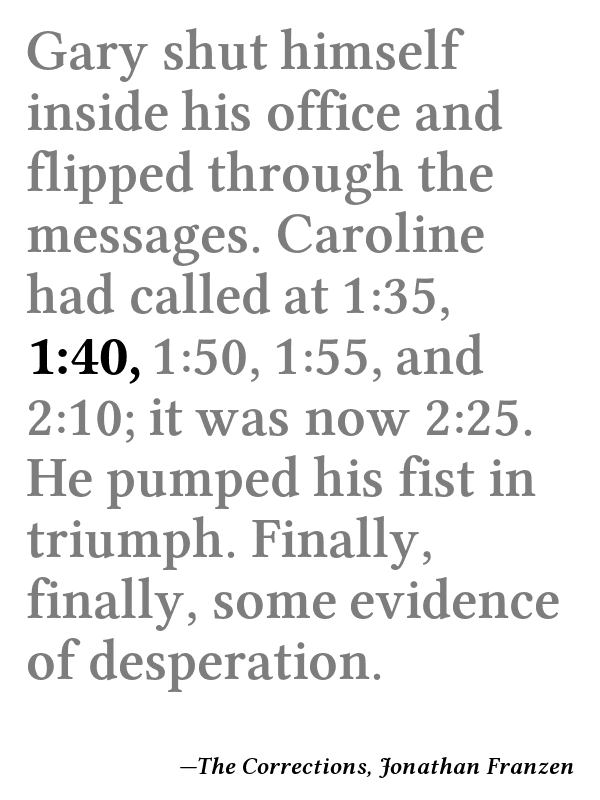 Gary shut himself
inside his office and
flipped through the
messages. Caroline
had called at 1:35,
1:40, 1:50, 1:55, and
2:10; it was now 2:25.
He pumped his fist in
triumph. Finally,
finally, some evidence
of desperation.
—The Corrections, Jonathan Franzen